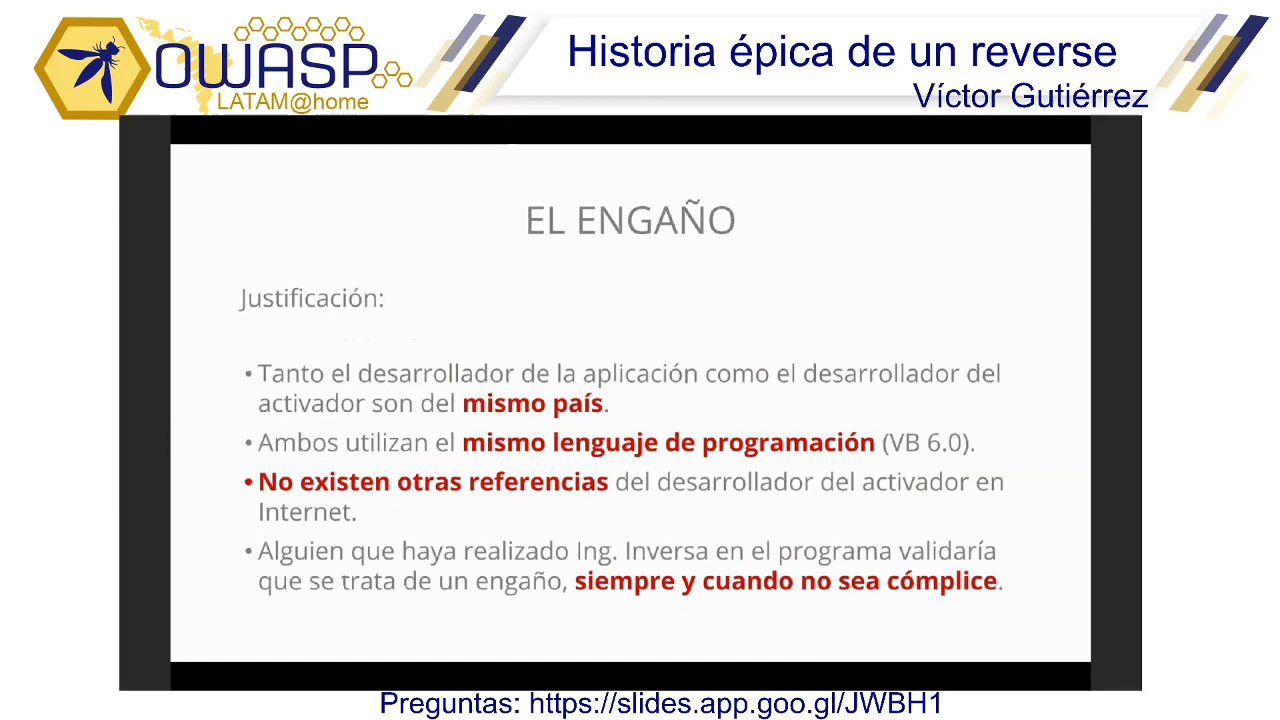 OWASP
LATAM@home
Historia épica de un reverse
Víctor Gutiérrez
EL ENGAÑO
Justificación:
• Tanto el desarrollador de la aplicación como el desarrollador del
activador son del mismo país.
• Ambos utilizan el mismo lenguaje de programación (VB 6.0).
• No existen otras referencias del desarrollador del activador en
Internet.
• Alguien que haya realizado Ing. Inversa en el programa validaría
que se trata de un engaño, siempre y cuando no sea cómplice.
Preguntas: https://slides.app.goo.gl/JWBH1